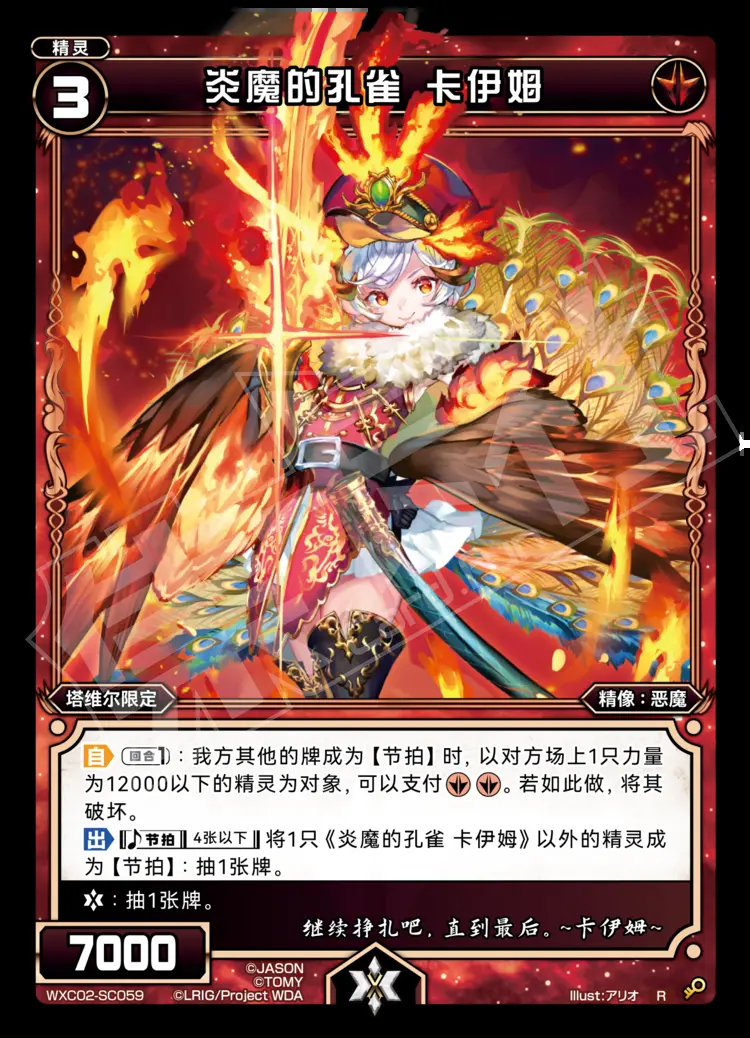 精灵
3
炎魔的孔雀 卡伊姆
塔维尔限定
精像：恶魔
自 回合1：我方其他的牌成为【节拍】时，以对方场上1只力量
为12000以下的精灵为对象，可以支付。若如此做，将其
破坏。
出 节拍 4张以下 将1只《炎魔的孔雀 卡伊姆》以外的精灵成
为【节拍】：抽1张牌。
：抽1张牌。
继续挣扎吧，直到最后。~卡伊姆~
7000
©JASON
©TOMY
WXC02-SC059 ©LRIG/Project WDA
Illust:アリオ R